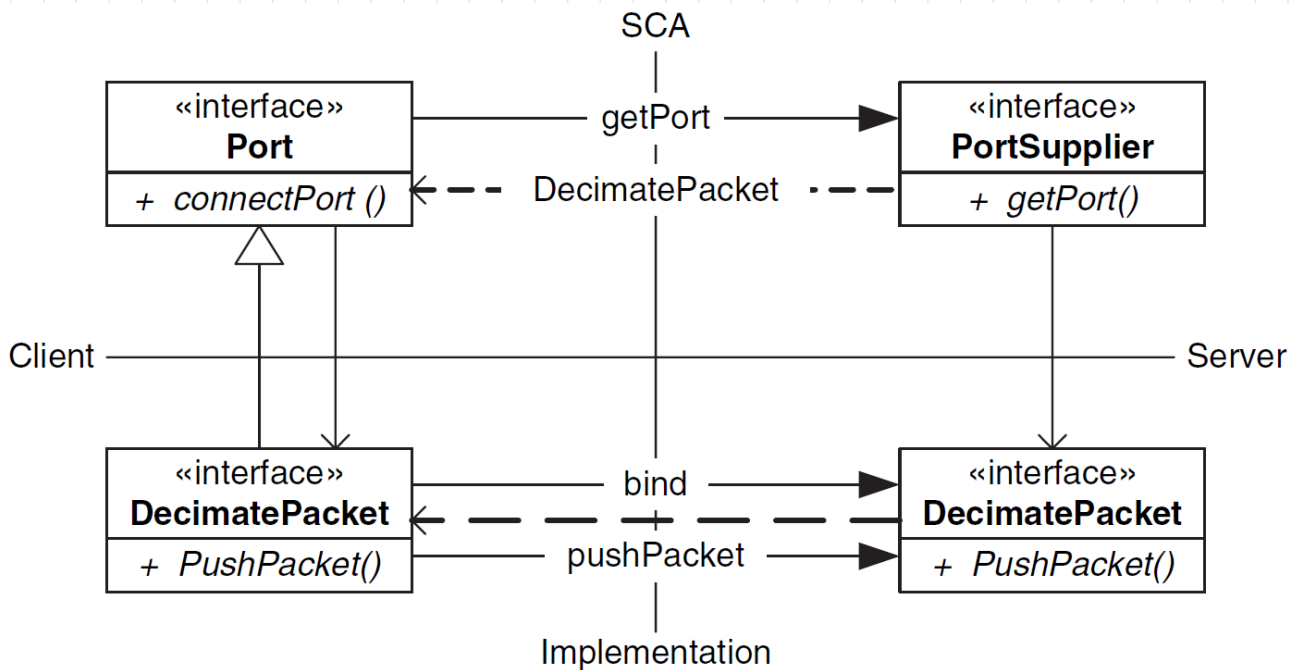 SCA
«interface»
Port
+ connectPort ()
getPort
DecimatePacket
«interface»
PortSupplier
+ getPort()
Client
Server
«interface»
DecimatePacket
+ PushPacket()
bind
pushPacket
«interface»
DecimatePacket
+ PushPacket()
Implementation